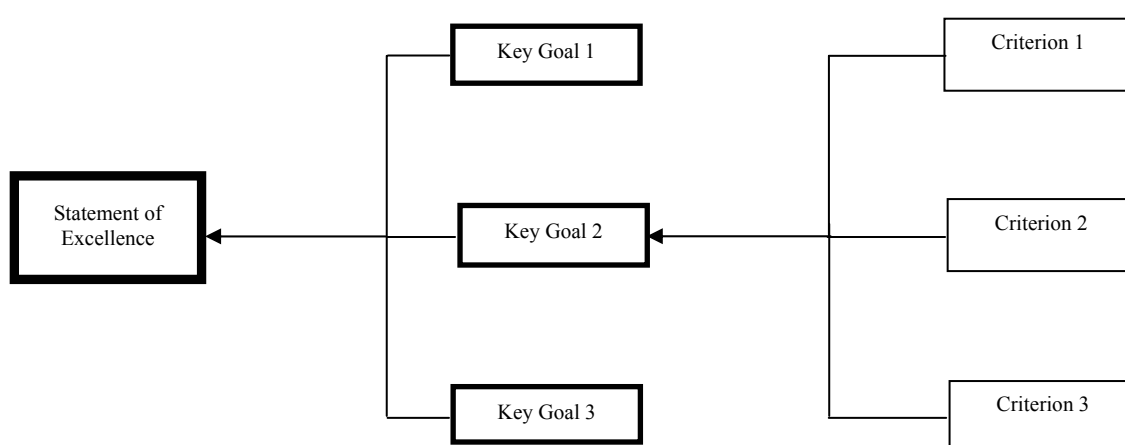 Key Goal 1
Criterion 1
Statement of
Excellence
Key Goal 2
Criterion 2
Key Goal 3
Criterion 3